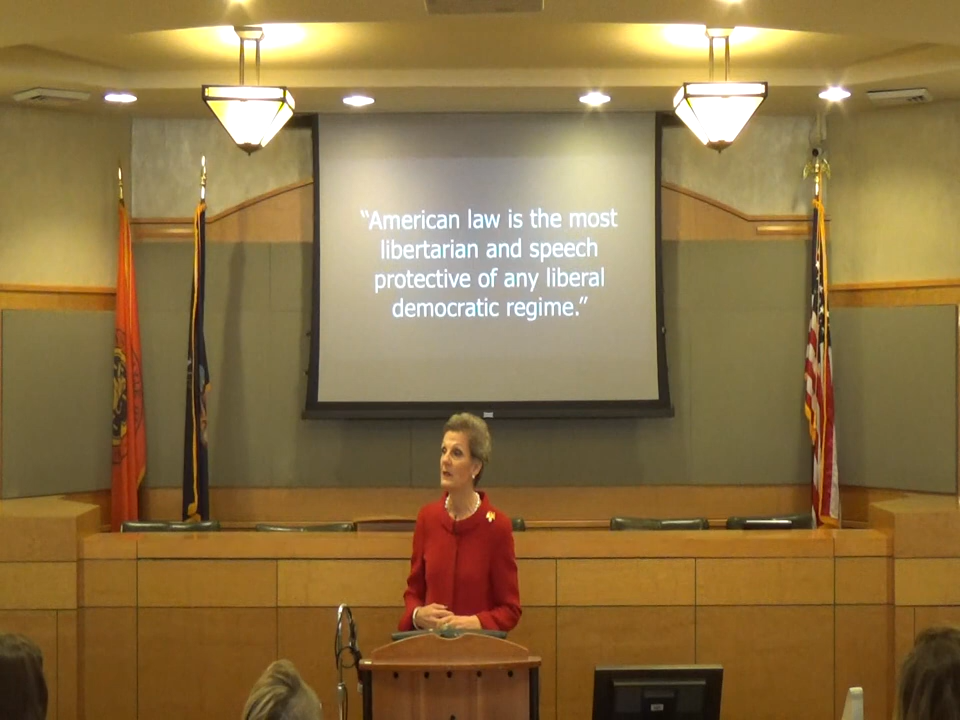 “American law is the most
libertarian and speech
protective of any liberal
democratic regime.”